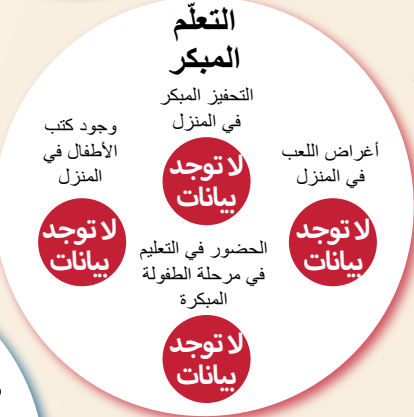 التعلّم
المبكر
التحفيز المبكر
في المنزل
لا توجد
بيانات
أغراض اللعب
في المنزل
لا توجد
بيانات
وجود كتب
الأطفال في
المنزل
لا توجد
بيانات
الحضور في التعليم
في مرحلة الطفولة
المبكرة
لا توجد
بيانات